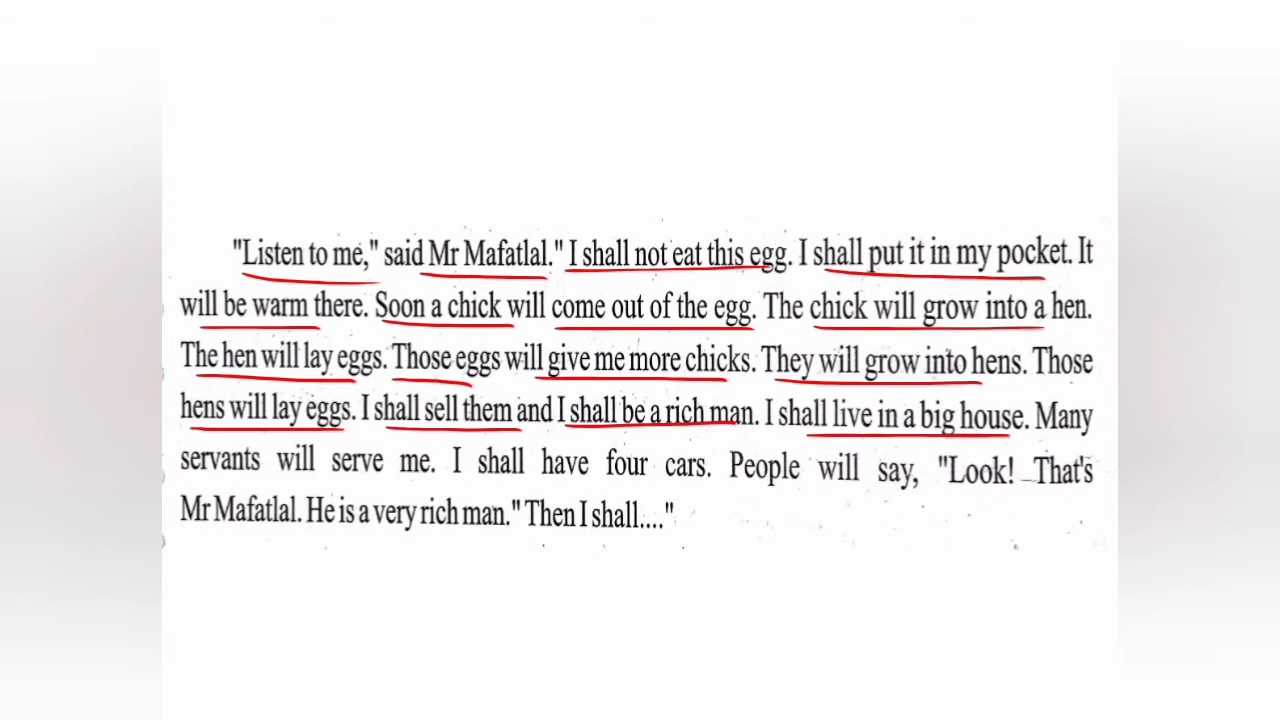 "Listen to me," said Mr Mafatlal." I shall not eat this egg. I shall put it in my pocket. It
will be warm there. Soon a chick will come out of the egg. The chick will grow into a hen.
The hen will lay eggs. Those eggs will give me more chicks. They will grow into hens. Those
hens will lay eggs. I shall sell them and I shall be a rich man. I shall live in a big house. Many
servants will serve me. I shall have four cars. People will say, "Look! That's
Mr Mafatlal. He is a very rich man." Then I shall...."